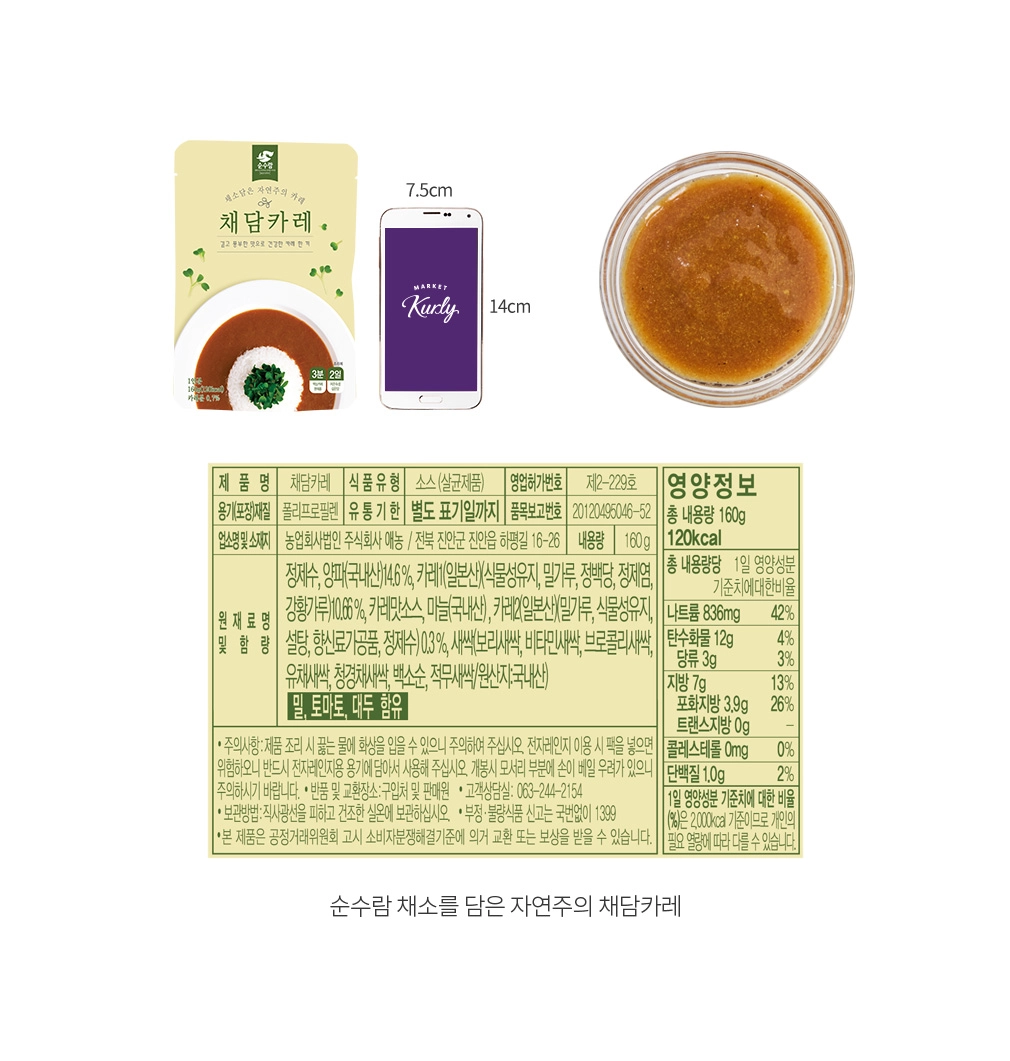 순수람
채소담은 자연주의 카레
채담카레
깊고 풍부한 맛으로 건강한 카레 한 끼
3분 2일
7.5cm
MARKET
Kurly
14cm
제 품 명 채담카레 식 품 유 형 소스 (살균제품) 영업허가번호 제2-229호
용기(포장)재질 폴리프로필렌 유 통 기 한 별도 표기일까지 품목보고번호 20120495046-52
업소명 및 소재지 농업회사법인 주식회사 애농 / 전북 진안군 진안읍 하평길 16-26 내용량 160g
원 재 료 명
및 함 량
정제수, 양파(국내산)14.6%, 카레1(일본산)(식물성유지, 밀가루, 정백당, 정제염,
강황가루)10.66%, 카레맛소스, 마늘(국내산), 카레2(일본산)(밀가루, 식물성유지,
설탕, 향신료가공품, 정제수)0.3%, 새싹(보리새싹, 비타민새싹, 브로콜리새싹,
유채새싹, 청경채새싹, 백소순, 적무새싹/원산지:국내산)
밀, 토마토, 대두 함유
• 주의사항: 제품 조리 시 끓는 물에 화상을 입을 수 있으니 주의하여 주십시오. 전자레인지 이용 시 팩을 넣으면
위험하오니 반드시 전자레인지용 용기에 담아서 사용해 주십시오. 개봉시 모서리 부분에 손이 베일 우려가 있으니
주의하시기 바랍니다. • 반품 및 교환장소:구입처 및 판매원 • 고객상담실: 063-244-2154
• 보관방법:직사광선을 피하고 건조한 실온에 보관하십시오. • 부정·불량식품 신고는 국번없이 1399
• 본 제품은 공정거래위원회 고시 소비자분쟁해결기준에 의거 교환 또는 보상을 받을 수 있습니다.
영양정보
총 내용량 160g
120kcal
총 내용량당 1일 영양성분
기준치에대한비율
나트륨 836mg 42%
탄수화물 12g 4%
당류 3g 3%
지방 7g 13%
포화지방 3.9g 26%
트랜스지방 0g –
콜레스테롤 0mg 0%
단백질 1.0g 2%
1일 영양성분 기준치에 대한 비율
(%)은 2,000kcal 기준이므로 개인의
필요 열량에 따라 다를 수 있습니다.
순수람 채소를 담은 자연주의 채담카레